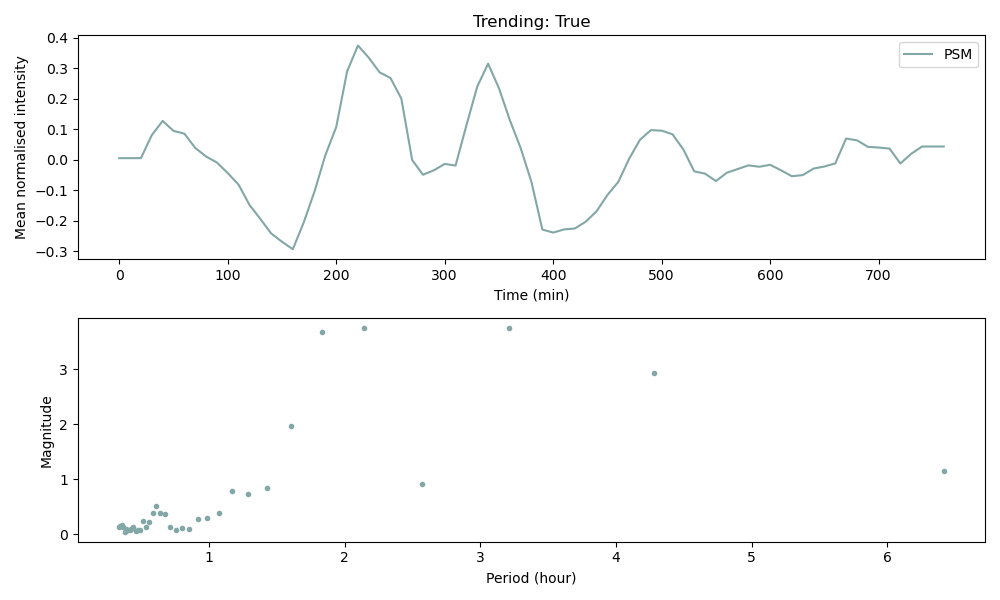 Trending: True
Mean normalised intensity
0.4
0.3
0.2
0.1
0.0
−0.1
−0.2
−0.3
PSM
0 100 200 300 400 500 600 700
Time (min)
Magnitude
3
2
1
0
1 2 3 4 5 6
Period (hour)